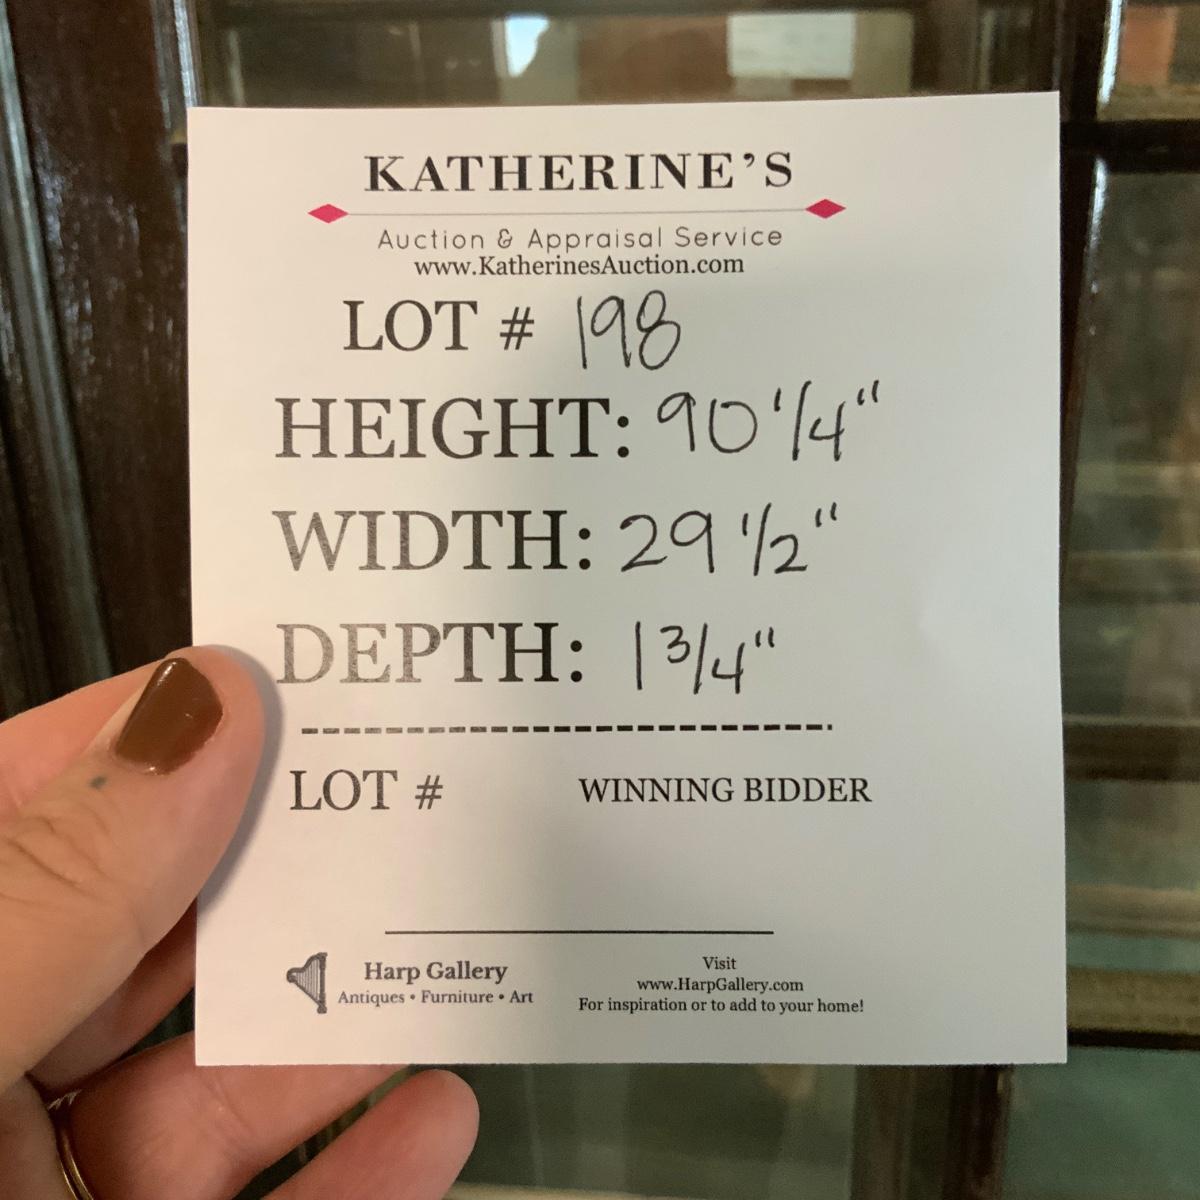 KATHERINE'S
Auction & Appraisal Service
www.KatherinesAuction.com
LOT # 198
HEIGHT: 90 1/4"
WIDTH: 29 1/2"
DEPTH: 1 3/4"
LOT # WINNING BIDDER
Harp Gallery
Antiques • Furniture • Art
Visit
www.HarpGallery.com
For inspiration or to add to your home!